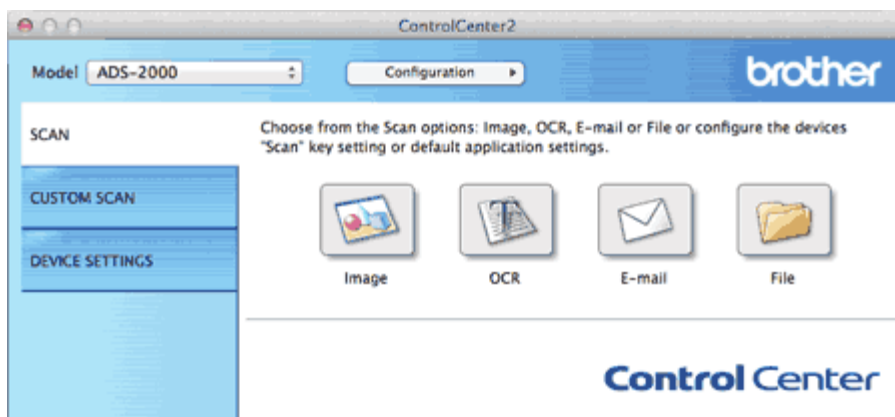 ControlCenter2
Model ADS-2000 Configuration
brother
SCAN
CUSTOM SCAN
DEVICE SETTINGS
Choose from the Scan options: Image, OCR, E-mail or File or configure the devices
"Scan" key setting or default application settings.
Image OCR E-mail File
Control Center